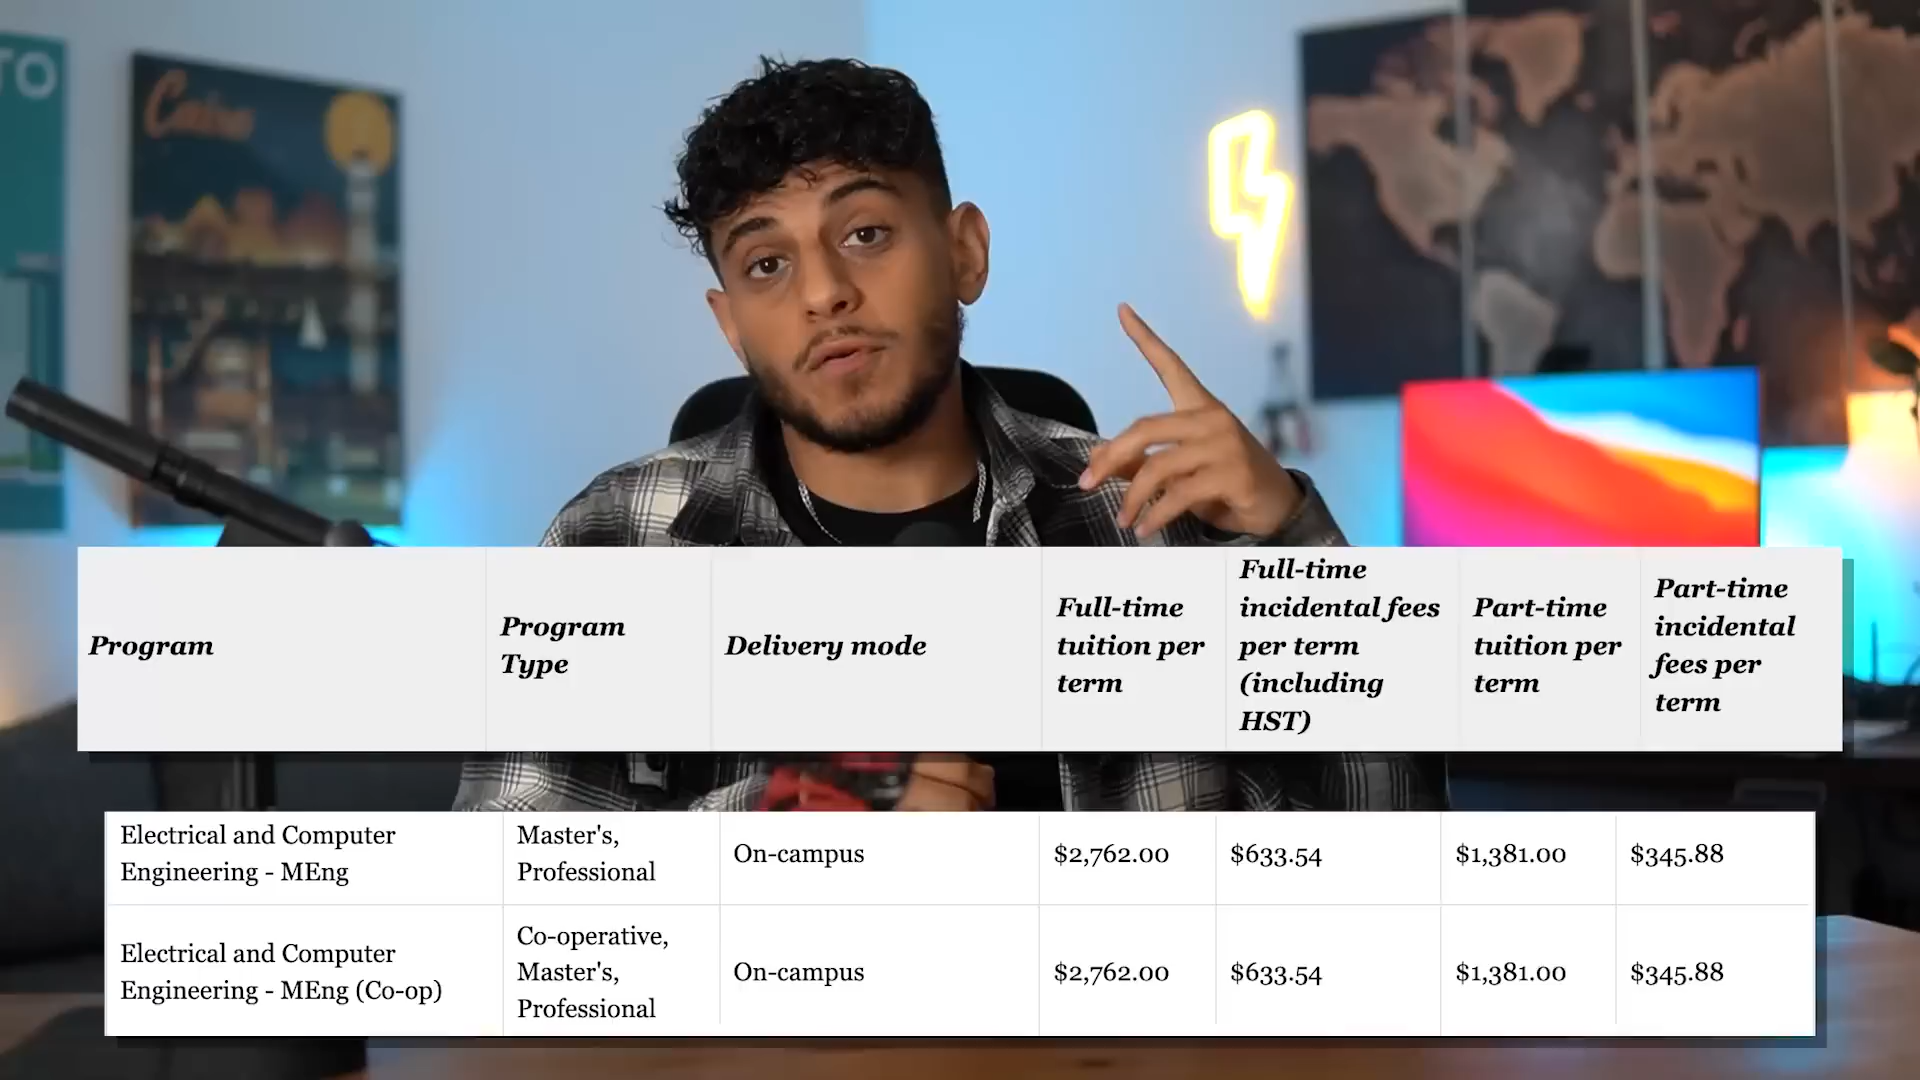 TO
Cairo
Program
Program
Type
Delivery mode
Full-time
tuition per
term
Full-time
incidental fees
per term
(including
HST)
Part-time
tuition per
term
Part-time
incidental
fees per
term
Electrical and Computer
Engineering - MEng
Master's,
Professional
On-campus
$2,762.00
$633.54
$1,381.00
$345.88
Electrical and Computer
Engineering - MEng (Co-op)
Co-operative,
Master's,
Professional
On-campus
$2,762.00
$633.54
$1,381.00
$345.88